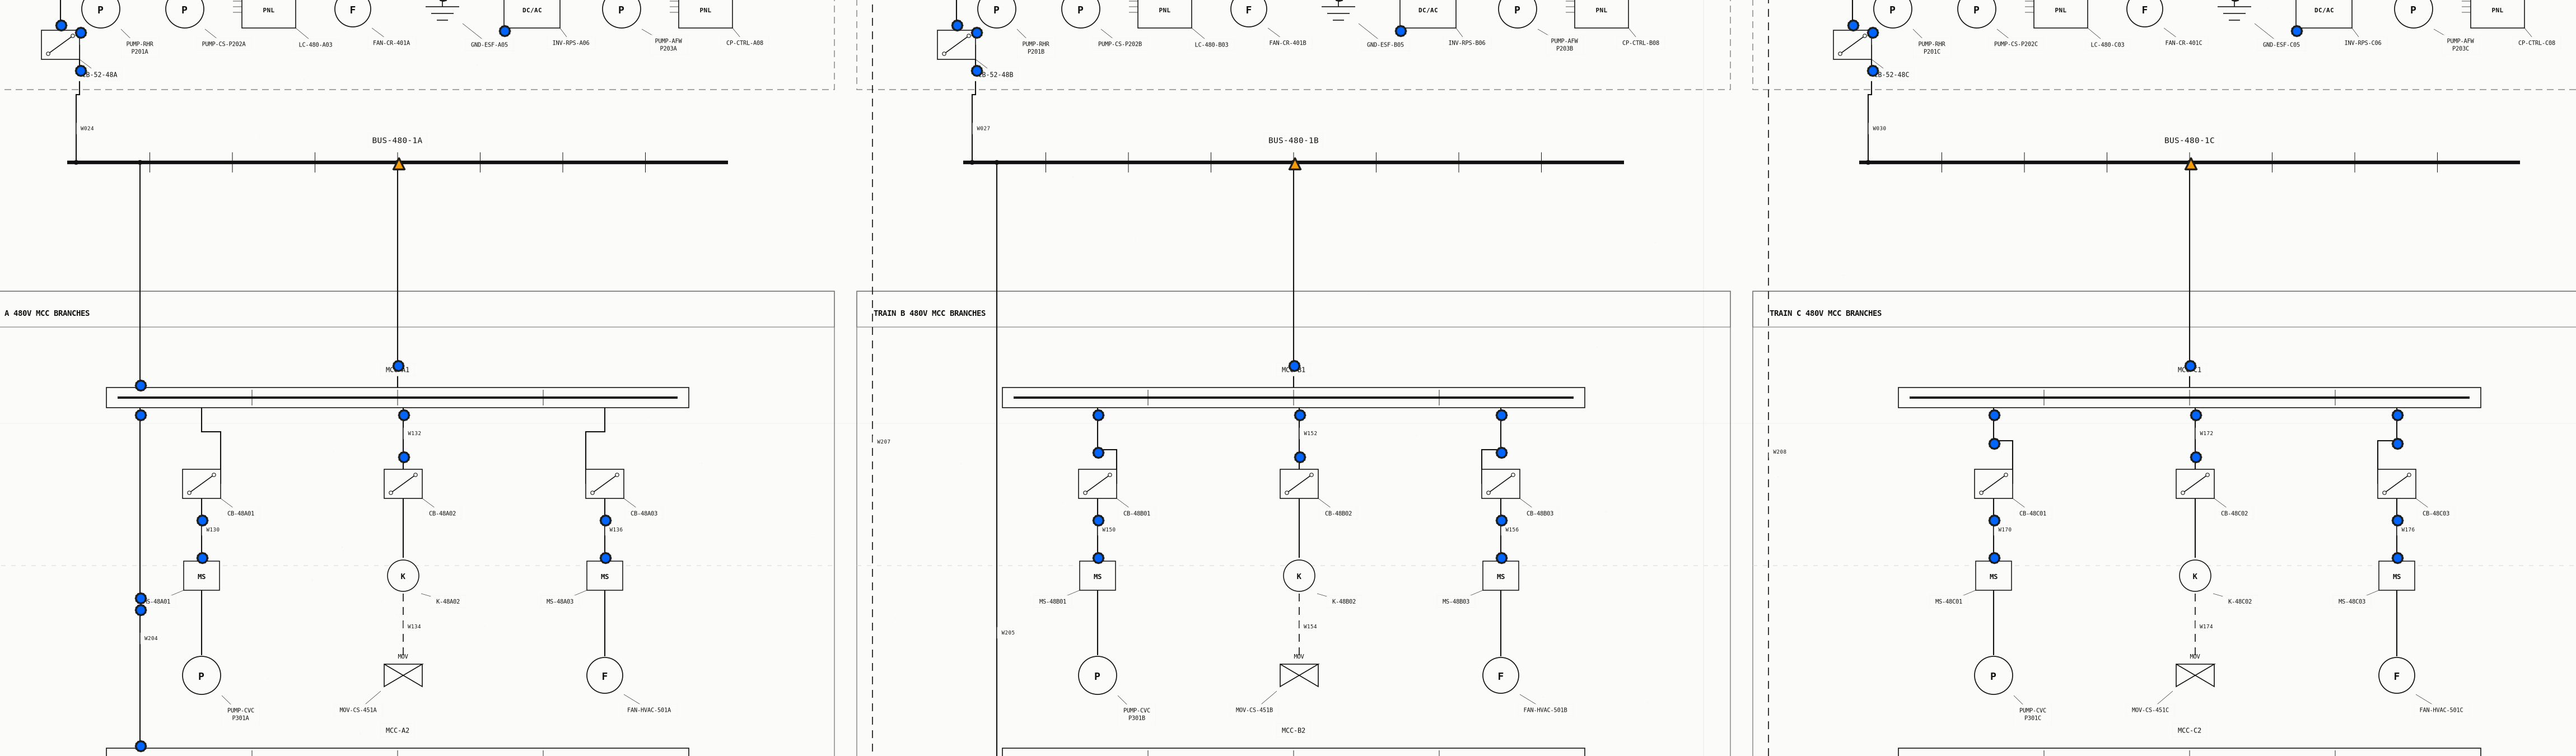 P P PNL F DC/AC P PNL P P PNL F DC/AC P PNL P P PNL F DC/AC P PNL
PUMP-RHR
P201A
PUMP-CS-P202A
LC-480-A03
FAN-CR-401A
GND-ESF-A05
INV-RPS-A06
PUMP-AFW
P203A
CP-CTRL-A08
PUMP-RHR
P201B
PUMP-CS-P202B
LC-480-B03
FAN-CR-401B
GND-ESF-B05
INV-RPS-B06
PUMP-AFW
P203B
CP-CTRL-B08
PUMP-RHR
P201C
PUMP-CS-P202C
LC-480-C03
FAN-CR-401C
GND-ESF-C05
INV-RPS-C06
PUMP-AFW
P203C
CP-CTRL-C08
W024 W027 W030
BUS-480-1A BUS-480-1B BUS-480-1C
A 480V MCC BRANCHES TRAIN B 480V MCC BRANCHES TRAIN C 480V MCC BRANCHES
W132 W152 W172
W207 W208
CB-48A01 CB-48A02 CB-48A03 CB-48B01 CB-48B02 CB-48B03 CB-48C01 CB-48C02 CB-48C03
W130 W136 W150 W156 W170 W176
MS K MS MS K MS MS K MS
K-48A02 MS-48A03 MS-48B01 K-48B02 MS-48B03 MS-48C01 K-48C02 MS-48C03
W134 W154 W174
W204 W205
MOV MOV MOV
P F P F P F
PUMP-CVC
P301A
MOV-CS-451A
FAN-HVAC-501A
PUMP-CVC
P301B
MOV-CS-451B
FAN-HVAC-501B
PUMP-CVC
P301C
MOV-CS-451C
FAN-HVAC-501C
MCC-A2 MCC-B2 MCC-C2